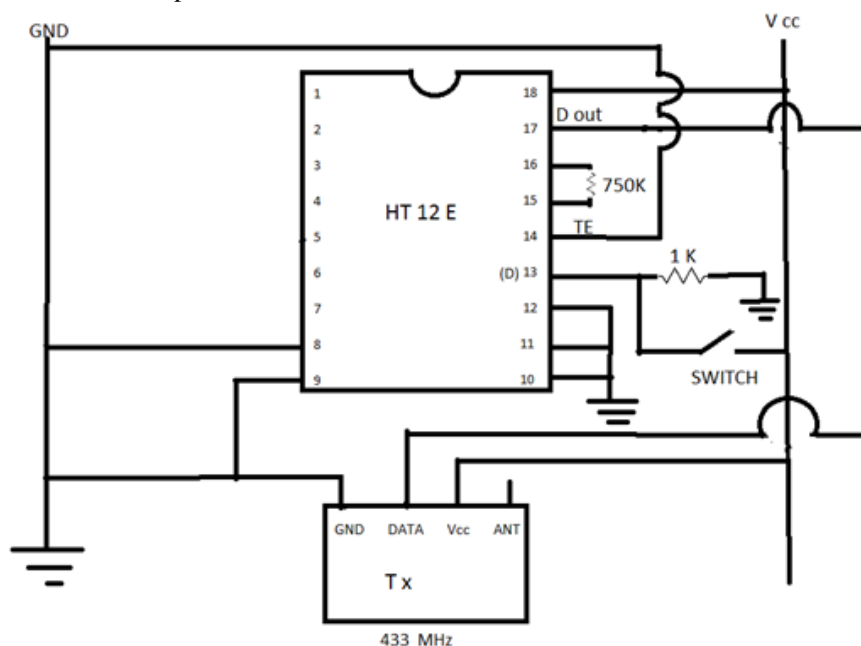 GND
V cc
1
18
D out
2
17
3
16
750K
4
HT 12 E
15
TE
5
14
1 K
6
(D) 13
7
12
8
11
SWITCH
9
10
GND DATA Vcc ANT
T x
433 MHz